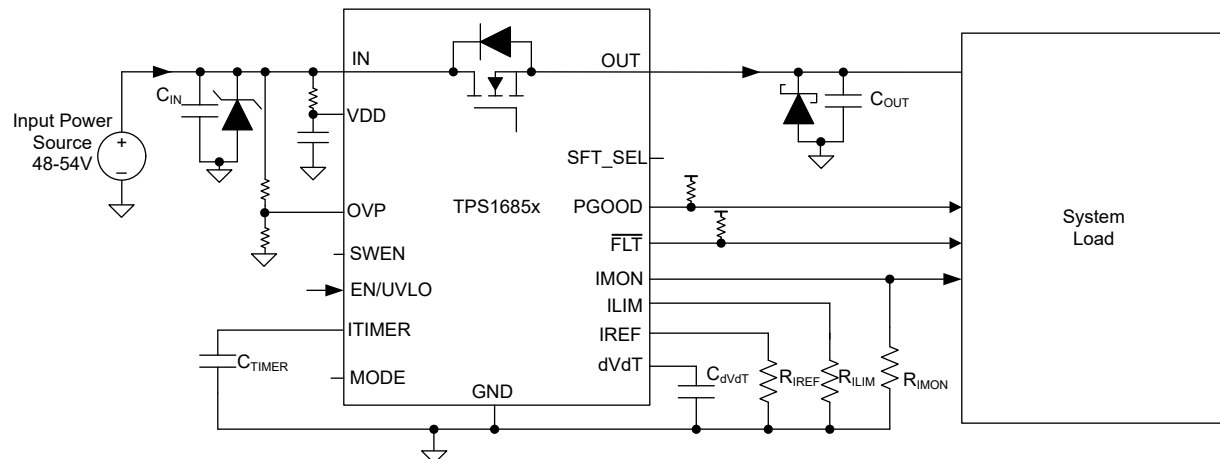 IN
OUT
C_IN
VDD
C_OUT
Input Power
Source
48-54V
+
−
SFT_SEL
OVP
TPS1685x
PGOOD
System
Load
FLT
SWEN
IMON
EN/UVLO
ILIM
ITIMER
IREF
C_TIMER
dVdT
C_dVdT
R_IREF
R_ILIM
R_IMON
MODE
GND